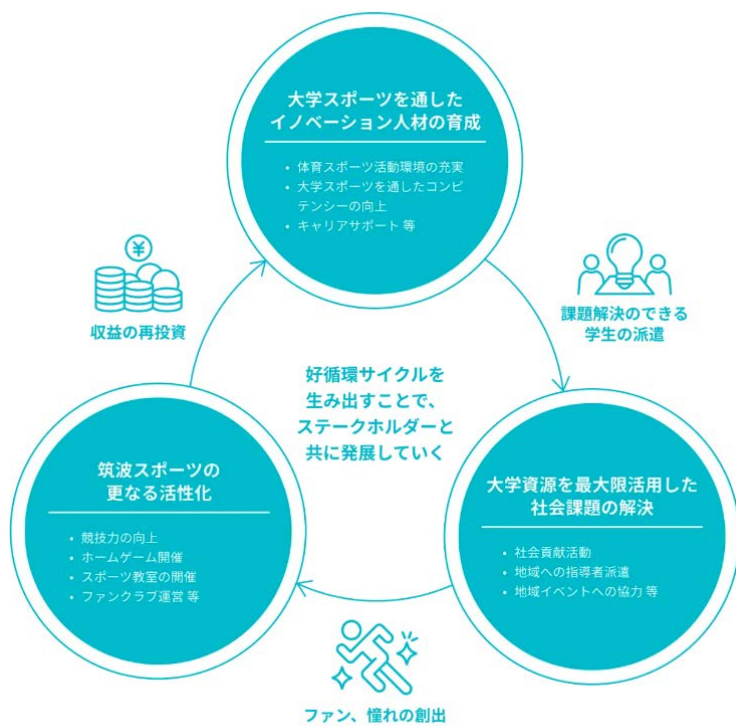 大学スポーツを通した
イノベーション人材の育成
• 体育スポーツ活動環境の充実
• 大学スポーツを通したコンピ
テンシーの向上
• キャリアサポート 等
¥
収益の再投資
課題解決のできる
学生の派遣
好循環サイクルを
生み出すことで、
ステークホルダーと
共に発展していく
筑波スポーツの
更なる活性化
• 競技力の向上
• ホームゲーム開催
• スポーツ教室の開催
• ファンクラブ運営 等
大学資源を最大限活用した
社会課題の解決
• 社会貢献活動
• 地域への指導者派遣
• 地域イベントへの協力 等
ファン、憧れの創出